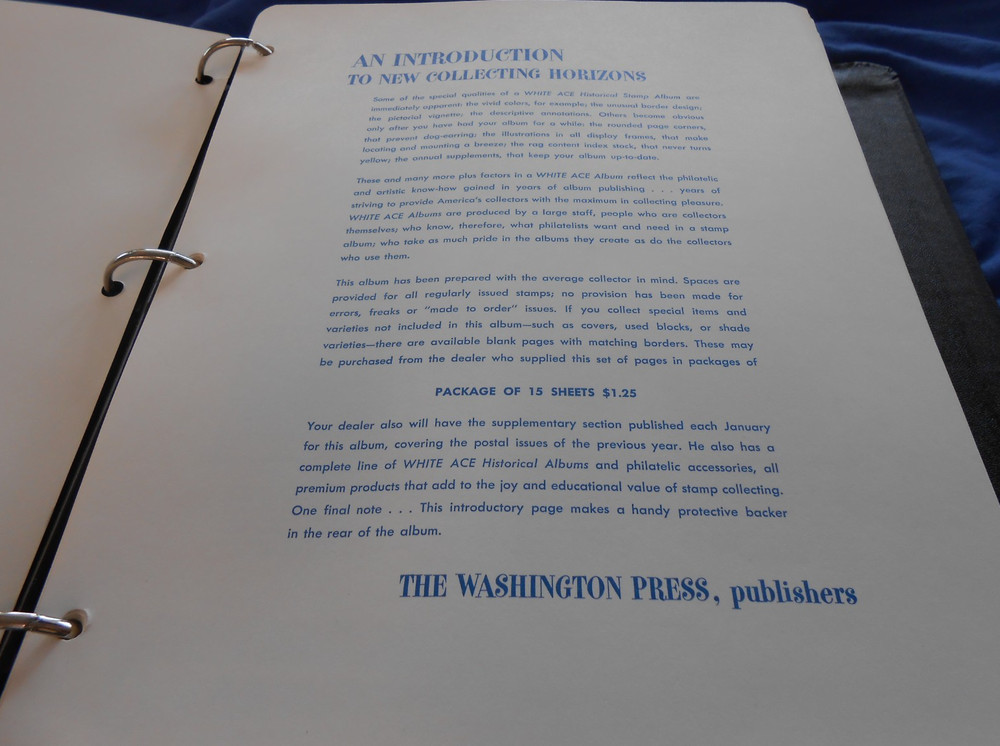 AN INTRODUCTION
TO NEW COLLECTING HORIZONS
Some of the special qualities of a WHITE ACE Historical Stamp Album are
immediately apparent: the vivid colors, for example; the unusual border design;
the pictorial vignette; the descriptive annotations. Others become obvious
only after you have had your album for a while: the rounded page corners,
that prevent dog-earring; the illustrations in all display frames, that make
locating and mounting a breeze; the rag content index stock, that never turns
yellow; the annual supplements, that keep your album up-to-date.
These and many more plus factors in a WHITE ACE Album reflect the philatelic
and artistic know-how gained in years of album publishing . . . years of
striving to provide America's collectors with the maximum in collecting pleasure.
WHITE ACE Albums are produced by a large staff, people who are collectors
themselves; who know, therefore, what philatelists want and need in a stamp
album; who take as much pride in the albums they create as do the collectors
who use them.
This album has been prepared with the average collector in mind. Spaces are
provided for all regularly issued stamps; no provision has been made for
errors, freaks or "made to order" issues. If you collect special items and
varieties not included in this album—such as covers, used blocks, or shade
varieties—there are available blank pages with matching borders. These may
be purchased from the dealer who supplied this set of pages in packages of
PACKAGE OF 15 SHEETS $1.25
Your dealer also will have the supplementary section published each January
for this album, covering the postal issues of the previous year. He also has a
complete line of WHITE ACE Historical Albums and philatelic accessories, all
premium products that add to the joy and educational value of stamp collecting.
One final note . . . This introductory page makes a handy protective backer
in the rear of the album.
THE WASHINGTON PRESS, publishers